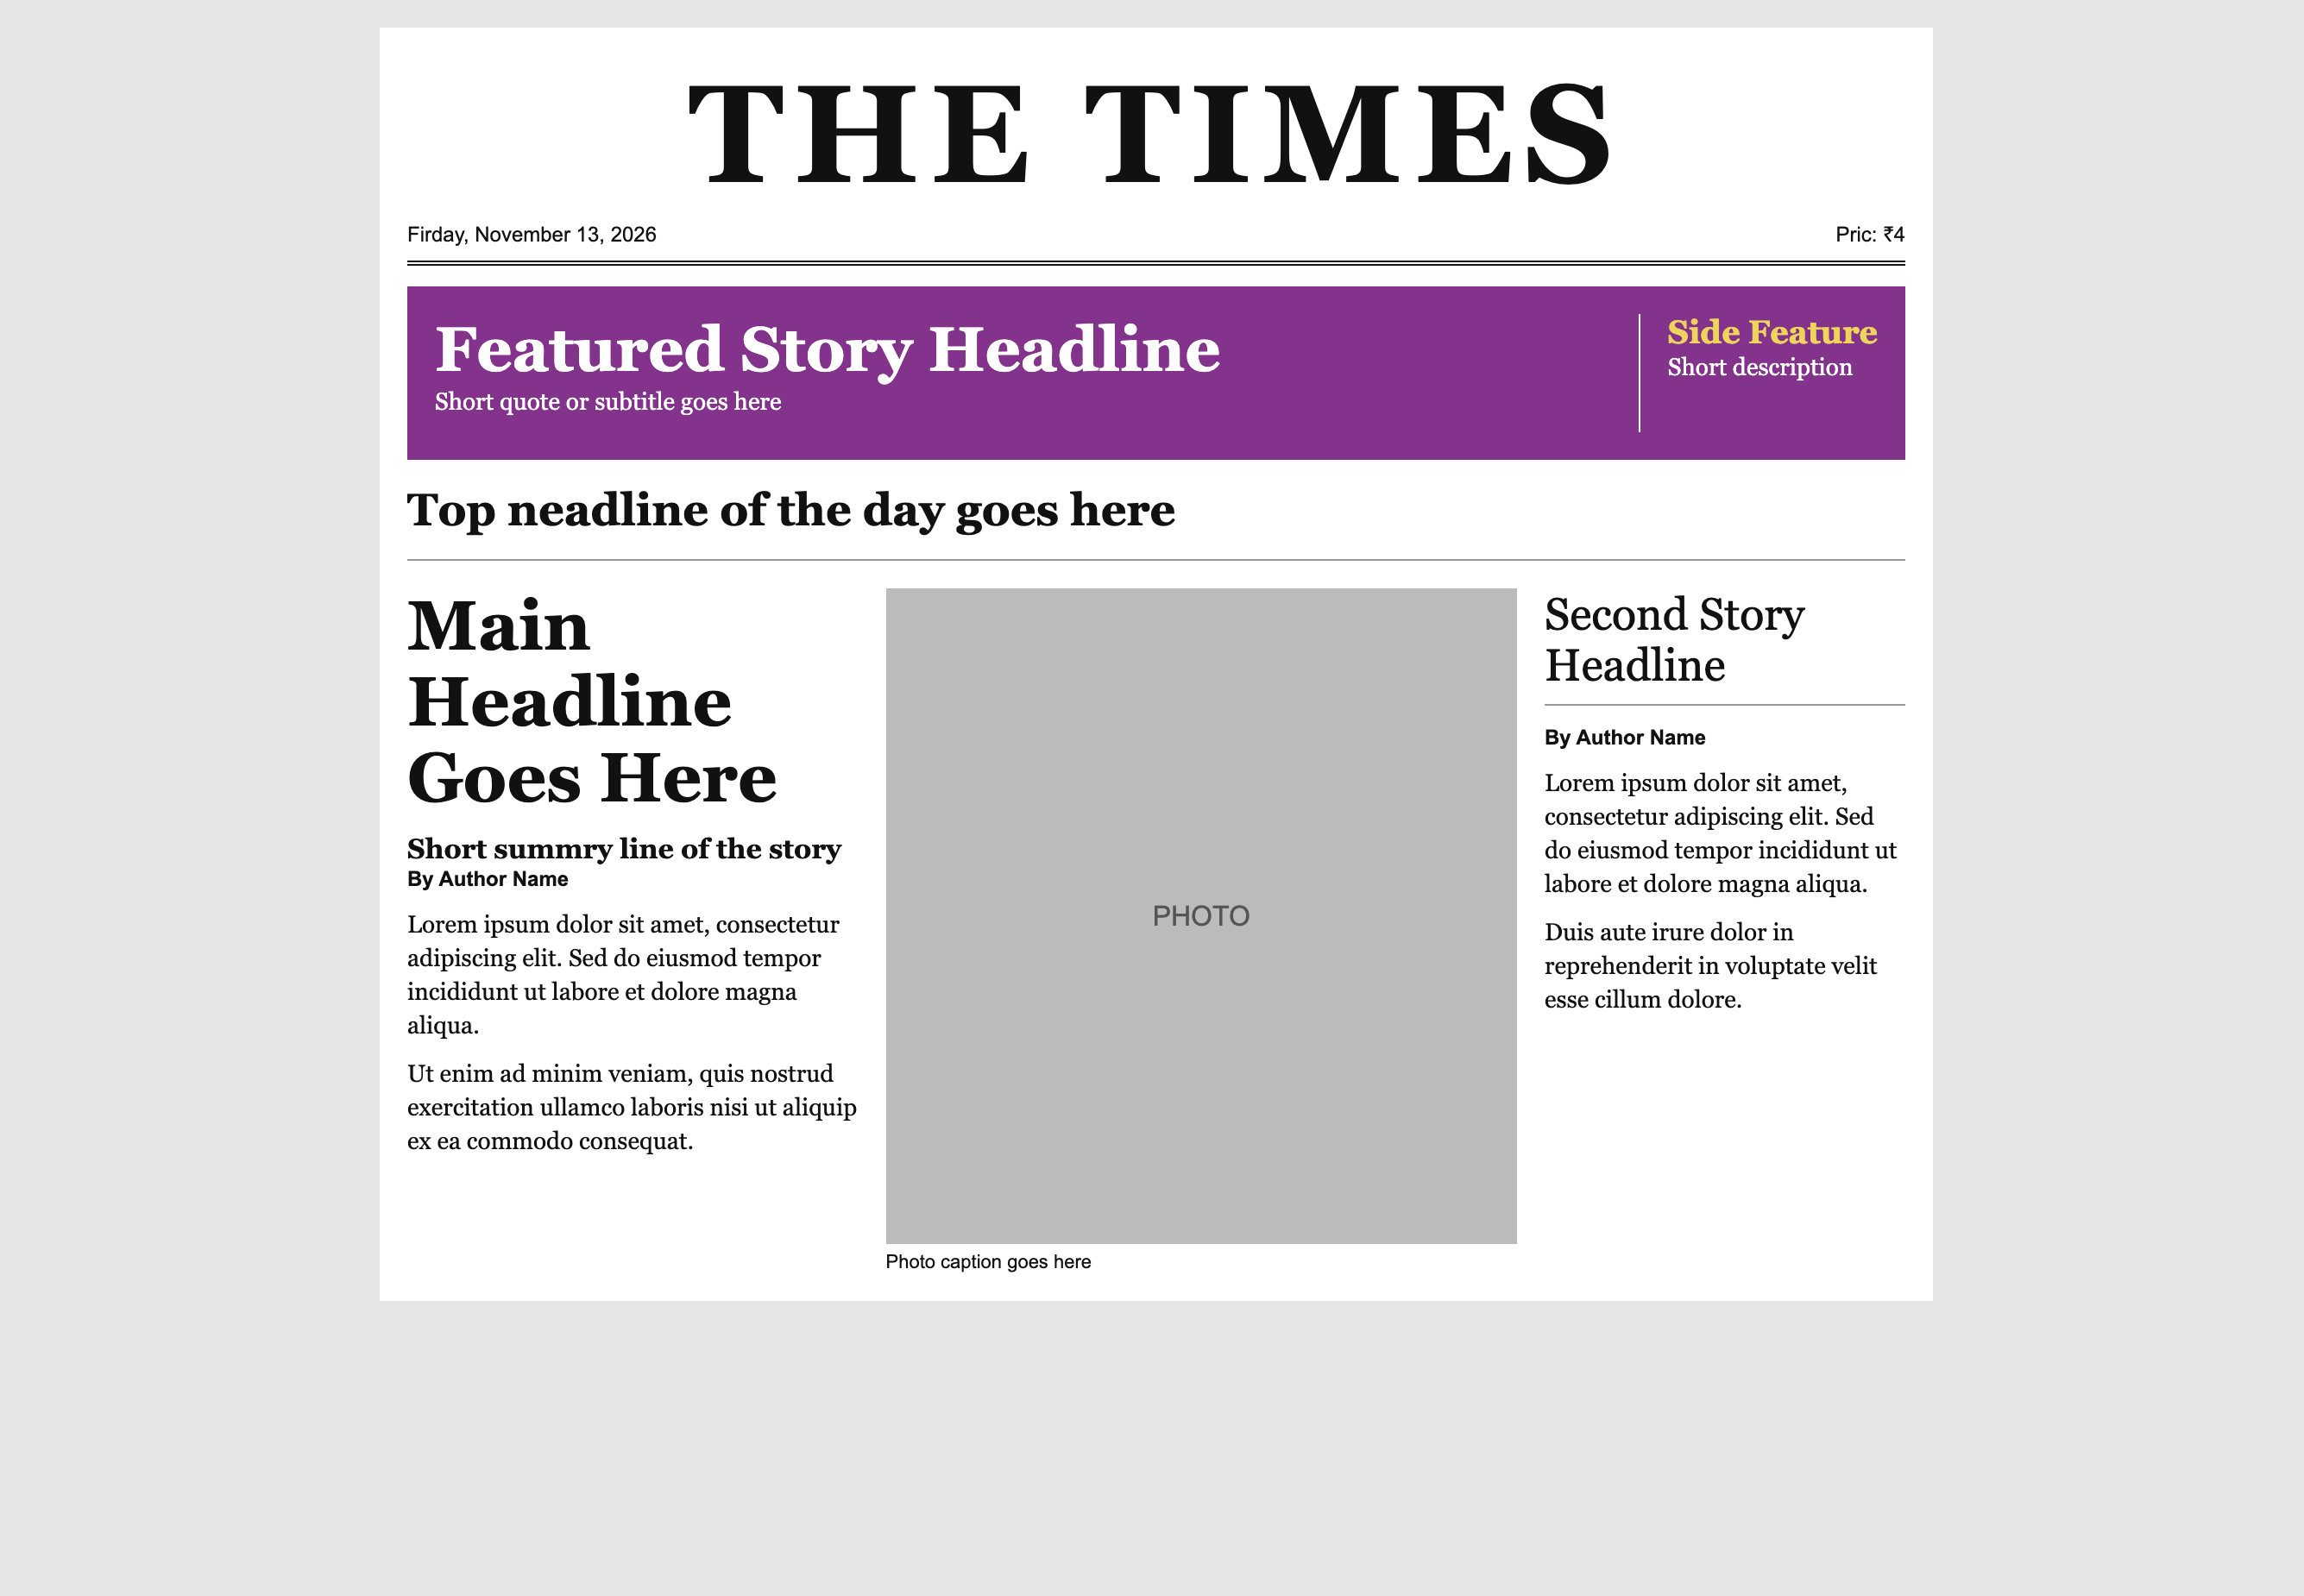 THE TIMES
Firday, November 13, 2026
Pric: ₹4
Featured Story Headline
Short quote or subtitle goes here
Side Feature
Short description
Top neadline of the day goes here
Main
Headline
Goes Here
Short summry line of the story
By Author Name
Lorem ipsum dolor sit amet, consectetur
adipiscing elit. Sed do eiusmod tempor
incididunt ut labore et dolore magna
aliqua.
Ut enim ad minim veniam, quis nostrud
exercitation ullamco laboris nisi ut aliquip
ex ea commodo consequat.
PHOTO
Photo caption goes here
Second Story
Headline
By Author Name
Lorem ipsum dolor sit amet,
consectetur adipiscing elit. Sed
do eiusmod tempor incididunt ut
labore et dolore magna aliqua.
Duis aute irure dolor in
reprehenderit in voluptate velit
esse cillum dolore.